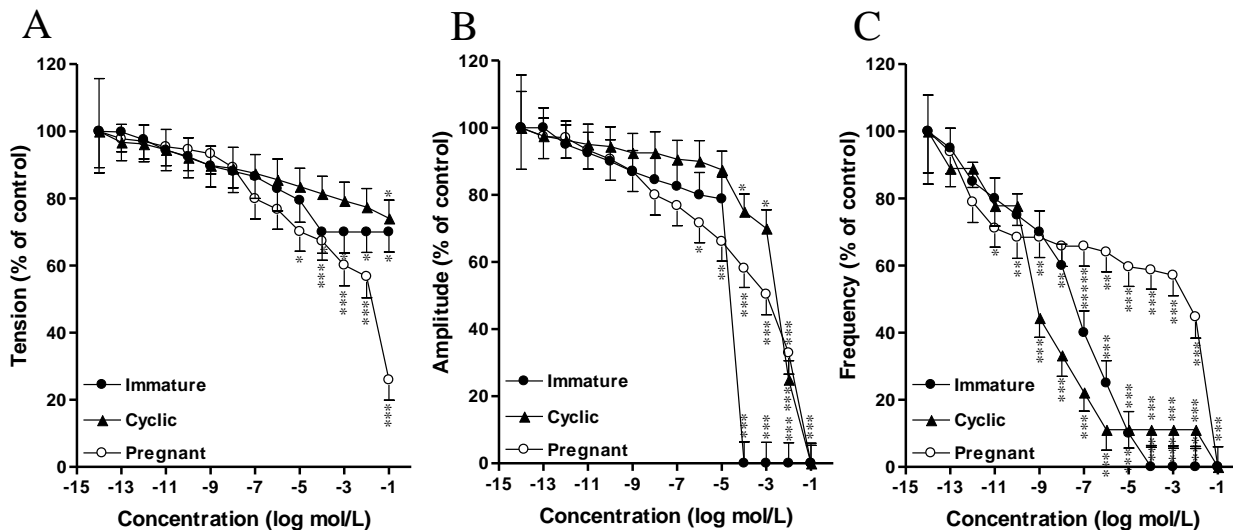 A
120
100
80
60
40
20
0
Tension (% of control)
Immature
Cyclic
Pregnant
-15 -13 -11 -9 -7 -5 -3 -1
Concentration (log mol/L)
* *** * *** * *** * * ***
B
120
100
80
60
40
20
0
Amplitude (% of control)
Immature
Cyclic
Pregnant
-15 -13 -11 -9 -7 -5 -3 -1
Concentration (log mol/L)
* ** * *** *** * *** *** *** *** *** ***
C
120
100
80
60
40
20
0
Frequency (% of control)
Immature
Cyclic
Pregnant
-15 -13 -11 -9 -7 -5 -3 -1
Concentration (log mol/L)